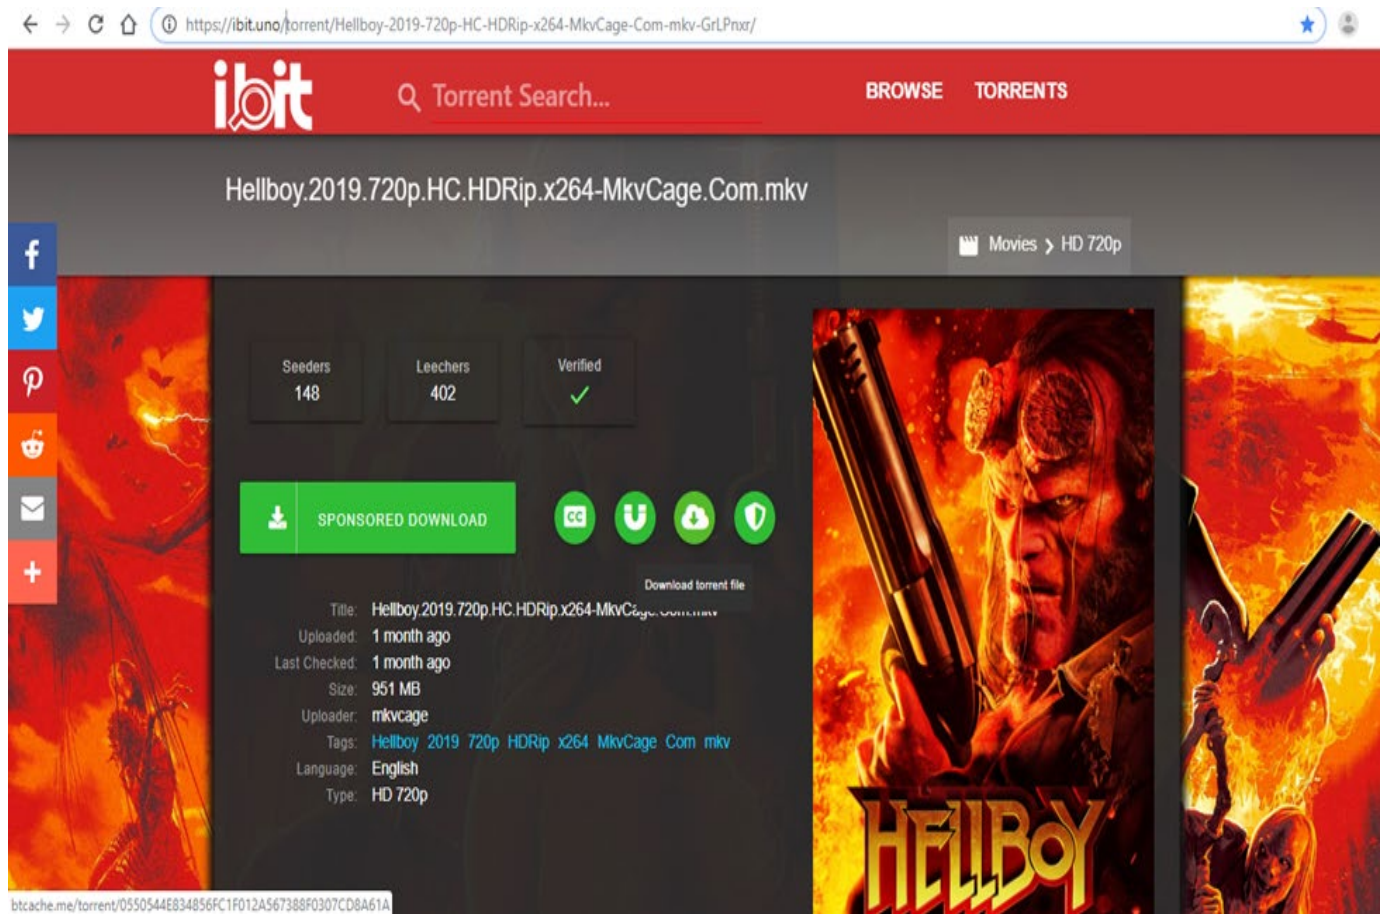 https://ibit.uno/torrent/Hellboy-2019-720p-HC-HDRip-x264-MkvCage-Com-mkv-GrLPnxr/
ibit
Torrent Search...
BROWSE
TORRENTS
Hellboy.2019.720p.HC.HDRip.x264-MkvCage.Com.mkv
Movies ❯ HD 720p
Seeders
148
Leechers
402
Verified
SPONSORED DOWNLOAD
CC
Download torrent file
Title: Hellboy.2019.720p.HC.HDRip.x264-MkvCage.Com.mkv
Uploaded: 1 month ago
Last Checked: 1 month ago
Size: 951 MB
Uploader: mkvcage
Tags: Hellboy 2019 720p HDRip x264 MkvCage Com mkv
Language: English
Type: HD 720p
HELLBOY
btcache.me/torrent/0550544E834856FC1F012A567388F0307CD8A61A